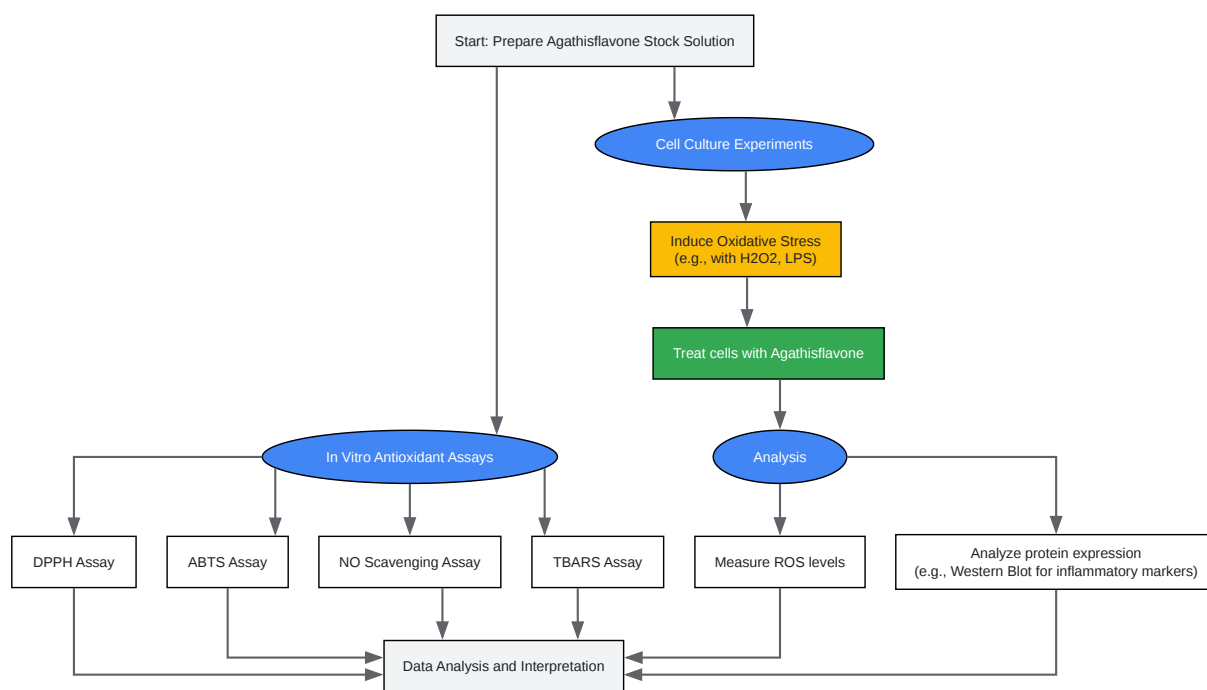 Start: Prepare Agathisflavone Stock Solution
Cell Culture Experiments
Induce Oxidative Stress
(e.g., with H2O2, LPS)
Treat cells with Agathisflavone
In Vitro Antioxidant Assays
Analysis
DPPH Assay
ABTS Assay
NO Scavenging Assay
TBARS Assay
Measure ROS levels
Analyze protein expression
(e.g., Western Blot for inflammatory markers)
Data Analysis and Interpretation